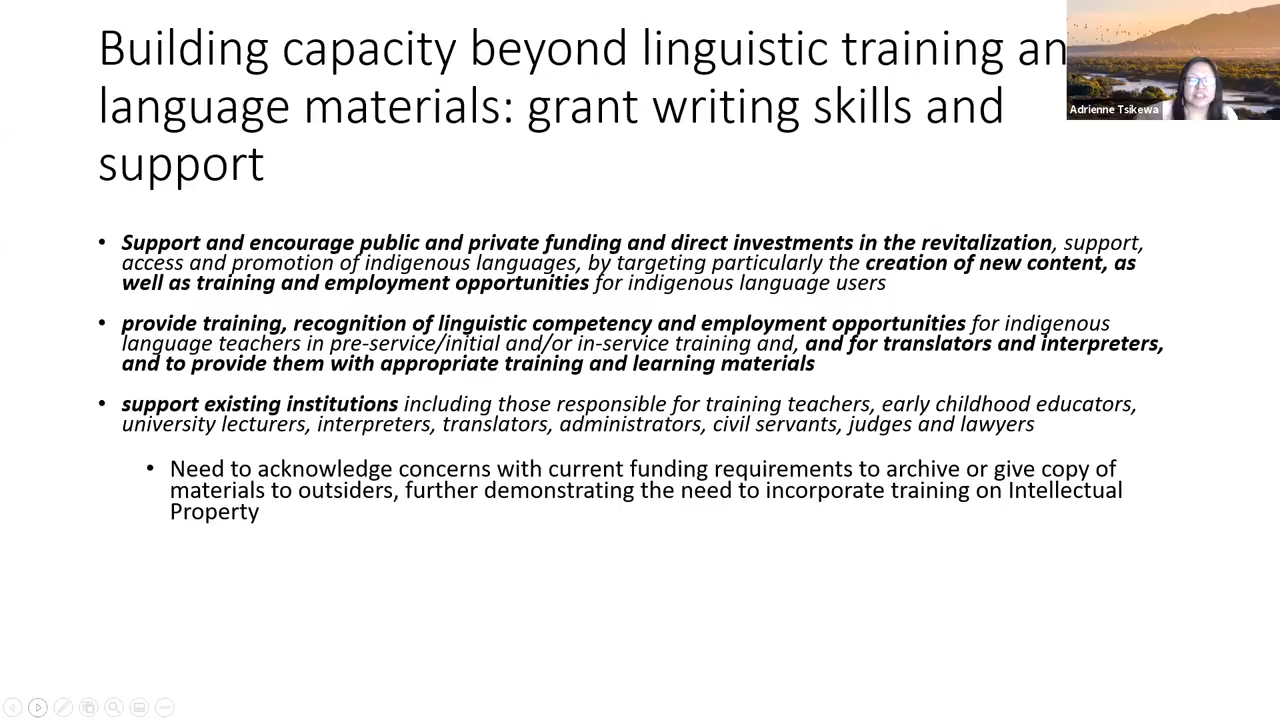 Building capacity beyond linguistic training an
language materials: grant writing skills and
support
Adrienne Tsikewa
• Support and encourage public and private funding and direct investments in the revitalization, support,
access and promotion of indigenous languages, by targeting particularly the creation of new content, as
well as training and employment opportunities for indigenous language users
• provide training, recognition of linguistic competency and employment opportunities for indigenous
language teachers in pre-service/initial and/or in-service training and, and for translators and interpreters,
and to provide them with appropriate training and learning materials
• support existing institutions including those responsible for training teachers, early childhood educators,
university lecturers, interpreters, translators, administrators, civil servants, judges and lawyers
• Need to acknowledge concerns with current funding requirements to archive or give copy of
materials to outsiders, further demonstrating the need to incorporate training on Intellectual
Property